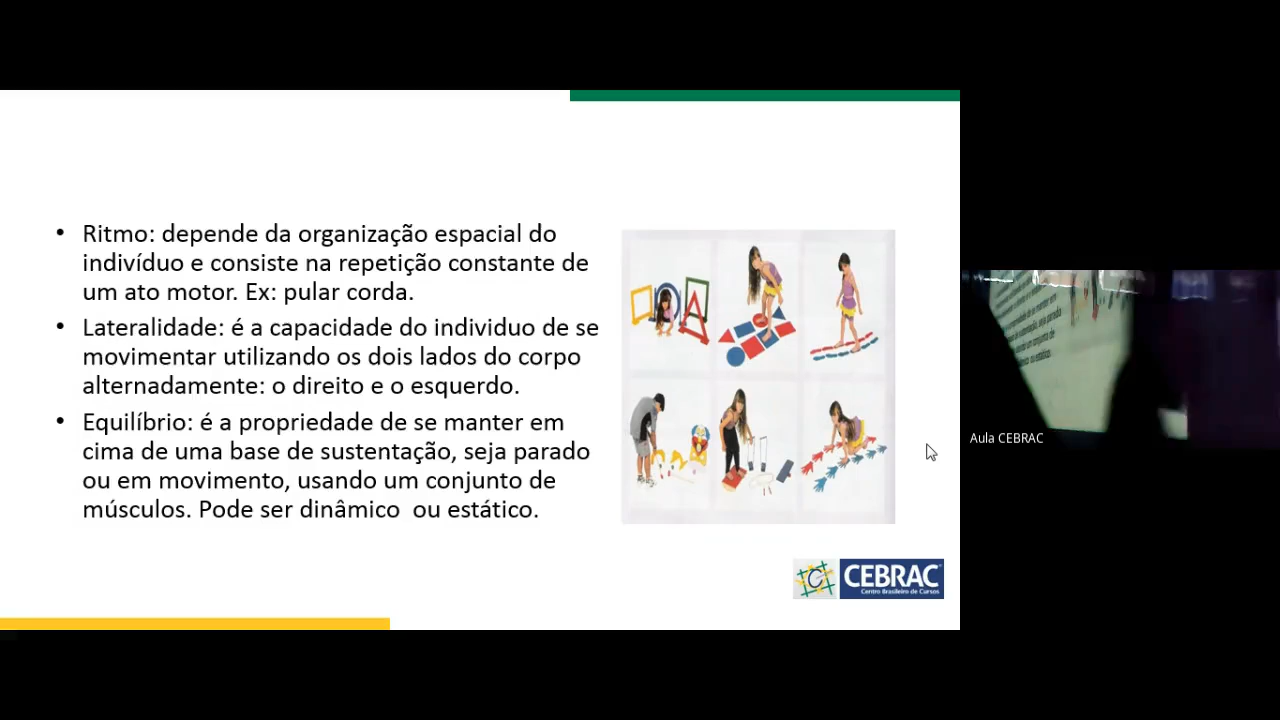 • Ritmo: depende da organização espacial do
indivíduo e consiste na repetição constante de
um ato motor. Ex: pular corda.
• Lateralidade: é a capacidade do individuo de se
movimentar utilizando os dois lados do corpo
alternadamente: o direito e o esquerdo.
• Equilíbrio: é a propriedade de se manter em
cima de uma base de sustentação, seja parado
ou em movimento, usando um conjunto de
músculos. Pode ser dinâmico  ou estático.
CEBRAC
Centro Brasileiro de Cursos
Aula CEBRAC